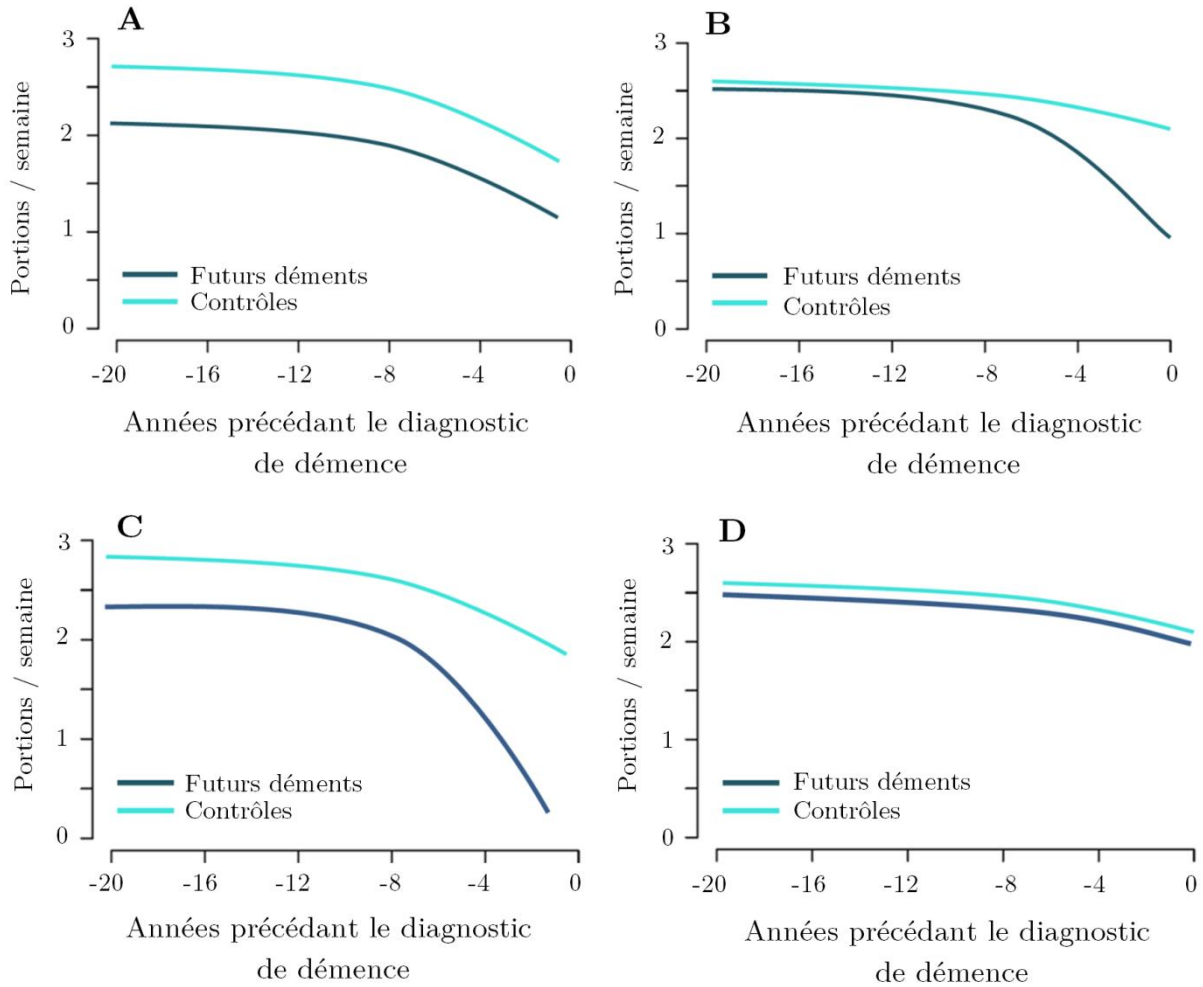 A
3
2
1
0
Portions / semaine
Futurs déments
Contrôles
-20 -16 -12 -8 -4 0
Années précédant le diagnostic
de démence
B
3
2
1
0
Portions / semaine
Futurs déments
Contrôles
-20 -16 -12 -8 -4 0
Années précédant le diagnostic
de démence
C
3
2
1
0
Portions / semaine
Futurs déments
Contrôles
-20 -16 -12 -8 -4 0
Années précédant le diagnostic
de démence
D
3
2
1
0
Portions / semaine
Futurs déments
Contrôles
-20 -16 -12 -8 -4 0
Années précédant le diagnostic
de démence